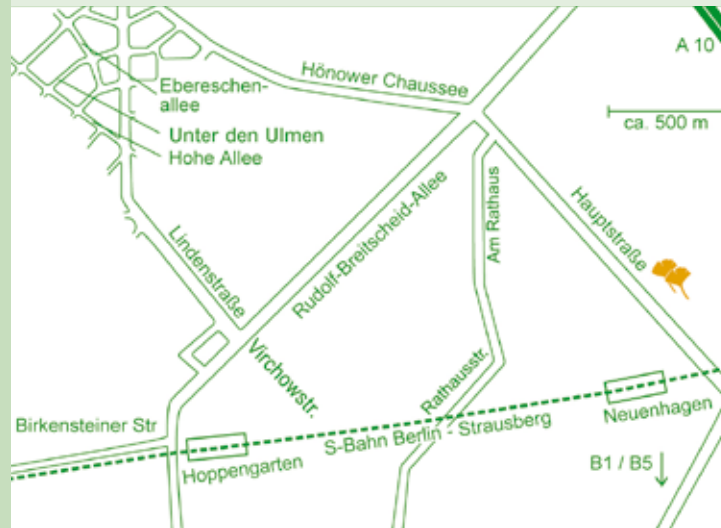 A 10
Hönower Chaussee
Ebereschen-
allee
ca. 500 m
Unter den Ulmen
Hohe Allee
Lindenstraße
Rudolf-Breitscheid-Allee
Am Rathaus
Hauptstraße
Virchowstr.
Rathausstr.
Birkensteiner Str
Neuenhagen
S-Bahn Berlin - Strausberg
Hoppengarten
B1 / B5